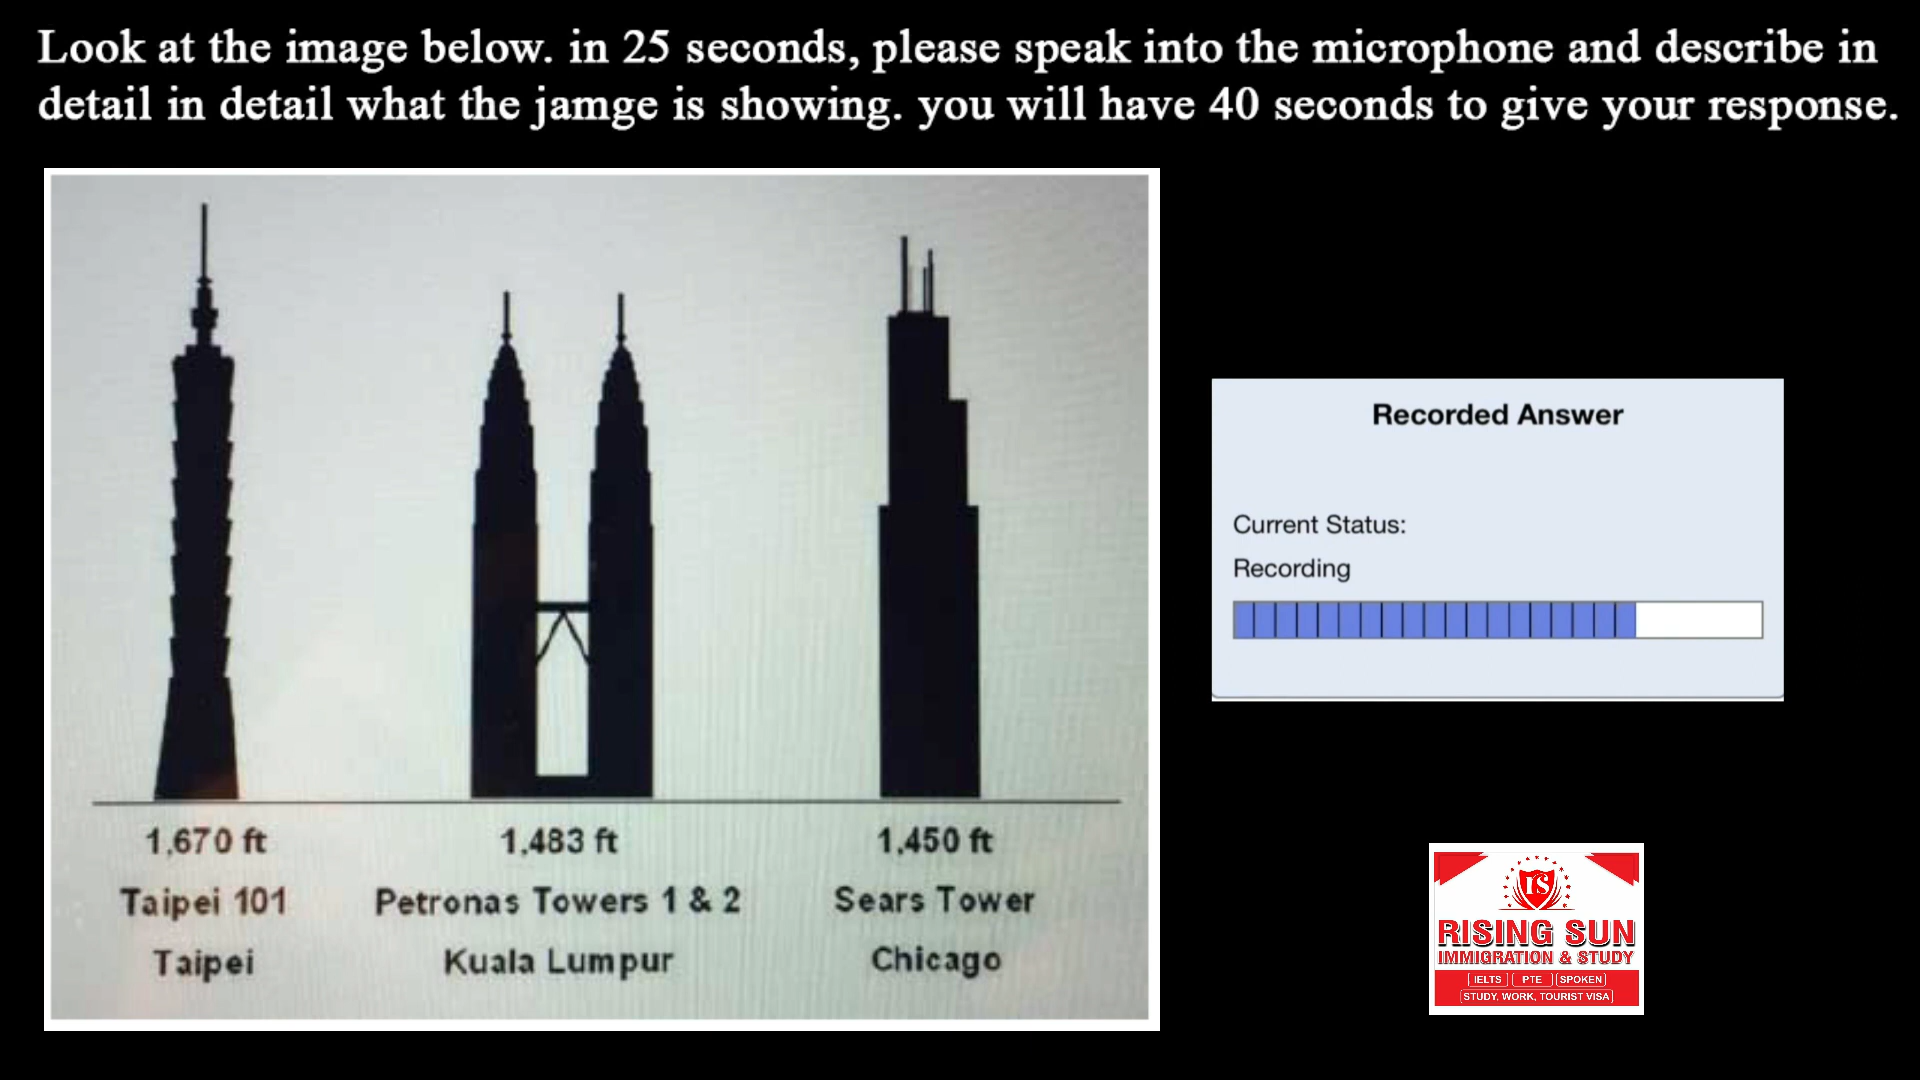 Look at the image below. in 25 seconds, please speak into the microphone and describe in
detail in detail what the jamge is showing. you will have 40 seconds to give your response.
1,670 ft
1,483 ft
1,450 ft
Taipei 101
Petronas Towers 1 & 2
Sears Tower
Taipei
Kuala Lumpur
Chicago
Recorded Answer
Current Status:
Recording
RS
RISING SUN
IMMIGRATION & STUDY
IELTS PTE SPOKEN
STUDY, WORK, TOURIST VISA